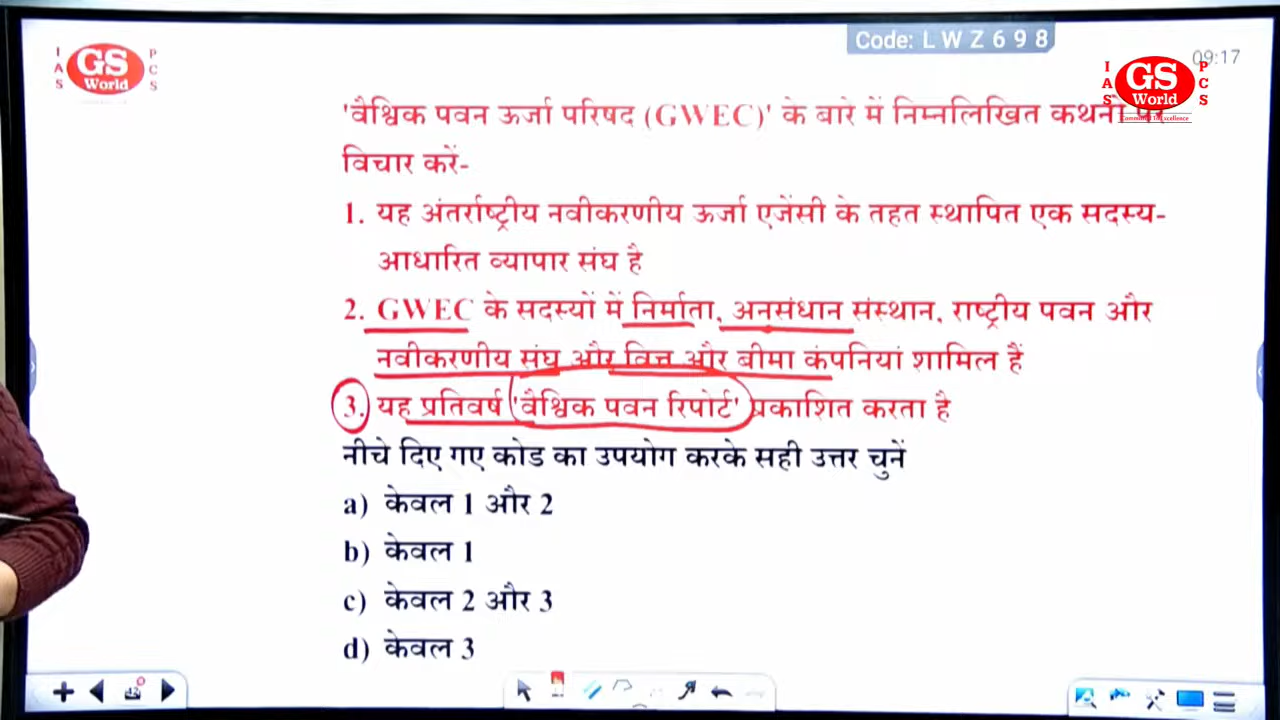 Code: L W Z 6 9 8
09:17
IAS
GS
World
PCS
IAS
GS
World
PCS
'वैश्विक पवन ऊर्जा परिषद (GWEC)' के बारे में निम्नलिखित कथनों पर
विचार करें-
1. यह अंतर्राष्ट्रीय नवीकरणीय ऊर्जा एजेंसी के तहत स्थापित एक सदस्य-
आधारित व्यापार संघ है
2. GWEC के सदस्यों में निर्माता, अनसंधान संस्थान, राष्ट्रीय पवन और
नवीकरणीय संघ और वित्त और बीमा कंपनियां शामिल हैं
3. यह प्रतिवर्ष 'वैश्विक पवन रिपोर्ट' प्रकाशित करता है
नीचे दिए गए कोड का उपयोग करके सही उत्तर चुनें
a) केवल 1 और 2
b) केवल 1
c) केवल 2 और 3
d) केवल 3